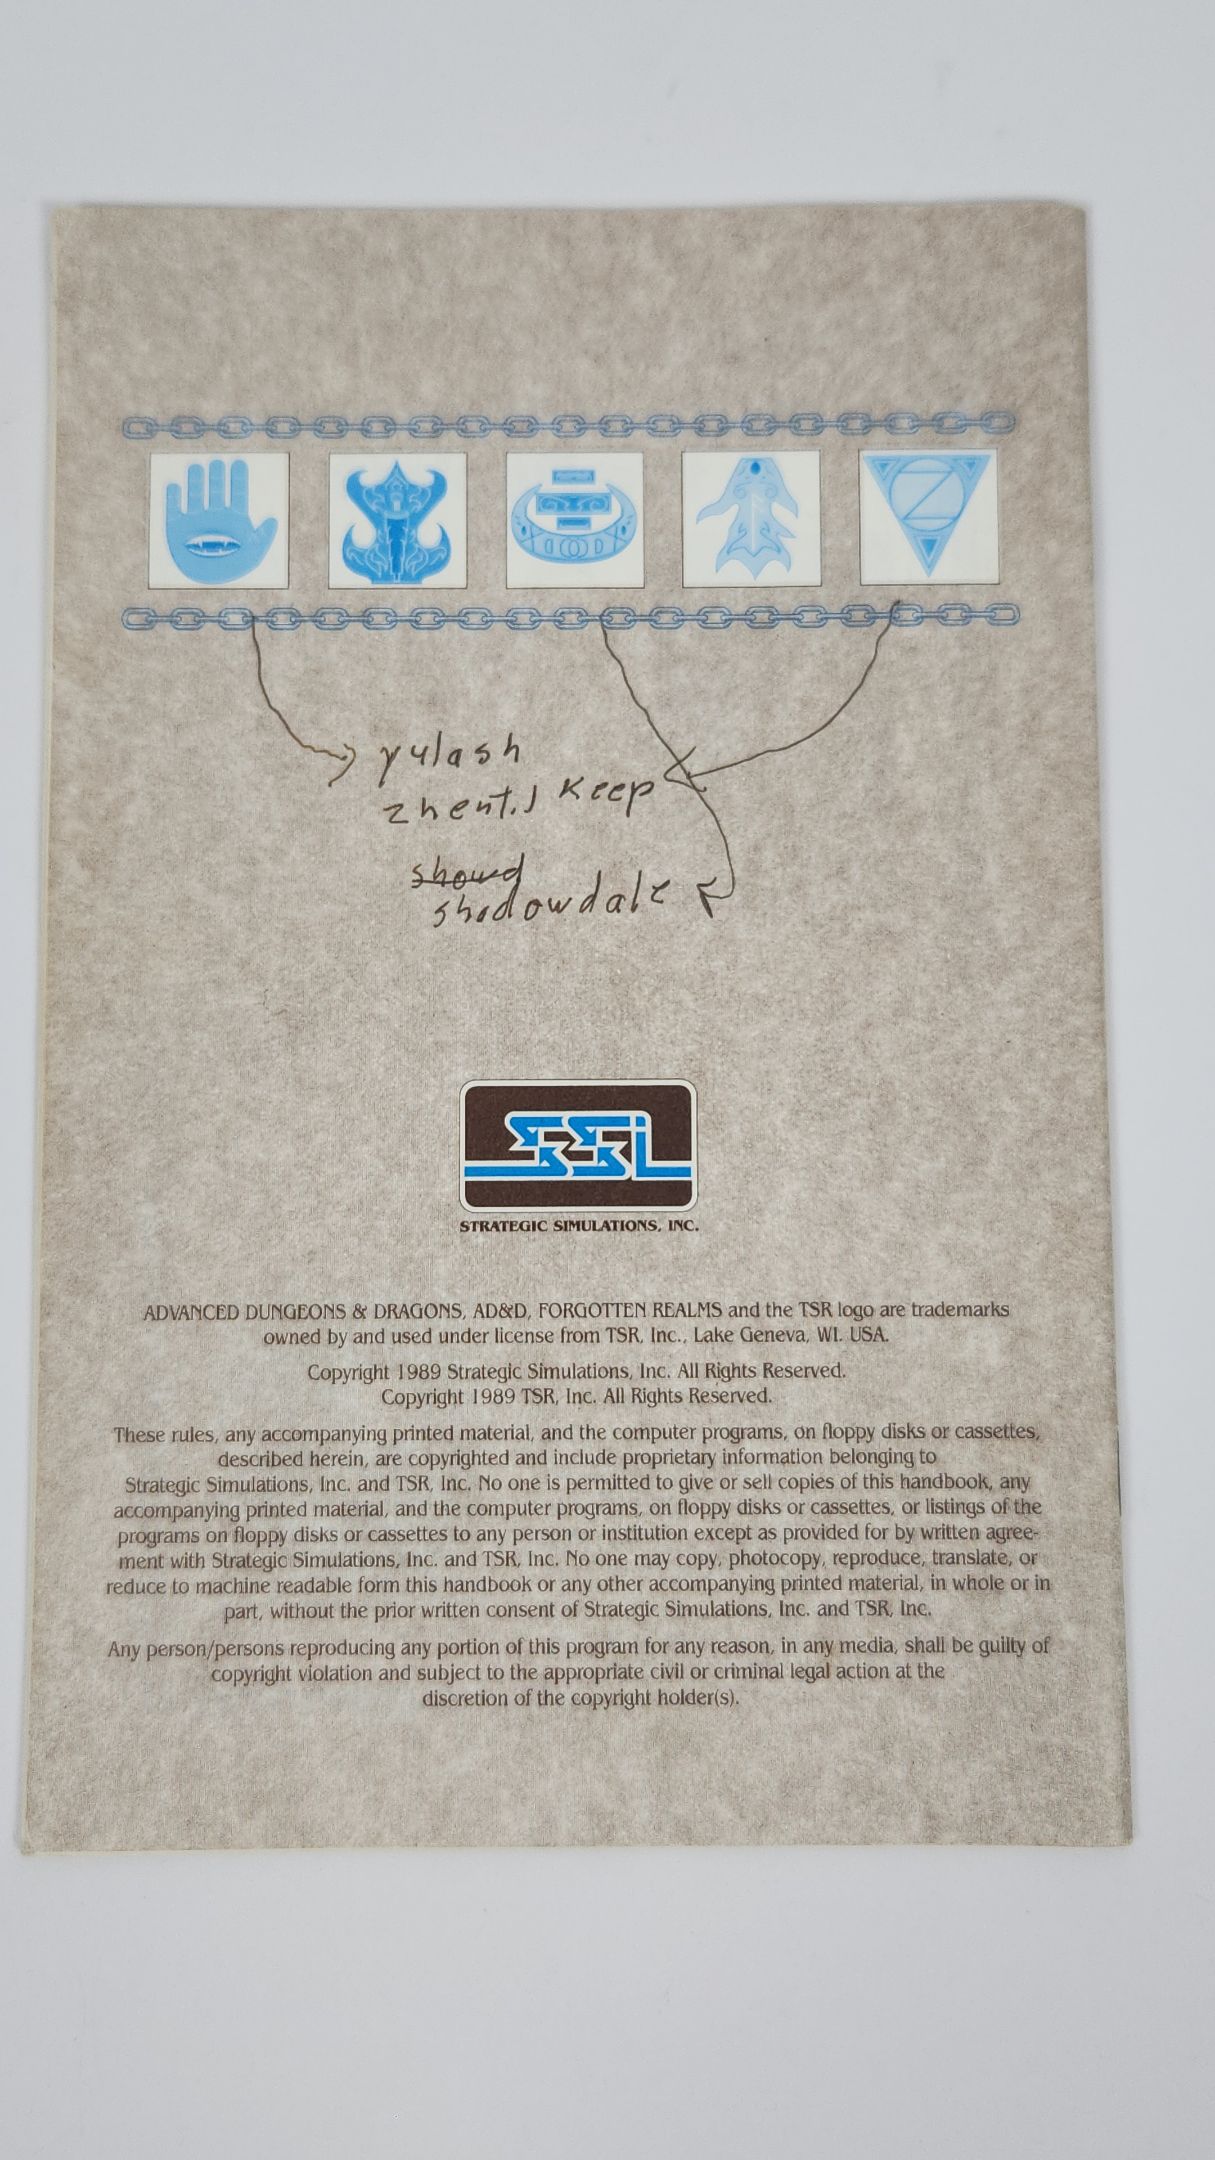 Z
yulash
zhentil Keep
showd
shadowdale
SSI
STRATEGIC SIMULATIONS, INC.
ADVANCED DUNGEONS & DRAGONS, AD&D, FORGOTTEN REALMS and the TSR logo are trademarks
owned by and used under license from TSR, Inc., Lake Geneva, WI. USA.
Copyright 1989 Strategic Simulations, Inc. All Rights Reserved.
Copyright 1989 TSR, Inc. All Rights Reserved.
These rules, any accompanying printed material, and the computer programs, on floppy disks or cassettes,
described herein, are copyrighted and include proprietary information belonging to
Strategic Simulations, Inc. and TSR, Inc. No one is permitted to give or sell copies of this handbook, any
accompanying printed material, and the computer programs, on floppy disks or cassettes, or listings of the
programs on floppy disks or cassettes to any person or institution except as provided for by written agree-
ment with Strategic Simulations, Inc. and TSR, Inc. No one may copy, photocopy, reproduce, translate, or
reduce to machine readable form this handbook or any other accompanying printed material, in whole or in
part, without the prior written consent of Strategic Simulations, Inc. and TSR, Inc.
Any person/persons reproducing any portion of this program for any reason, in any media, shall be guilty of
copyright violation and subject to the appropriate civil or criminal legal action at the
discretion of the copyright holder(s).